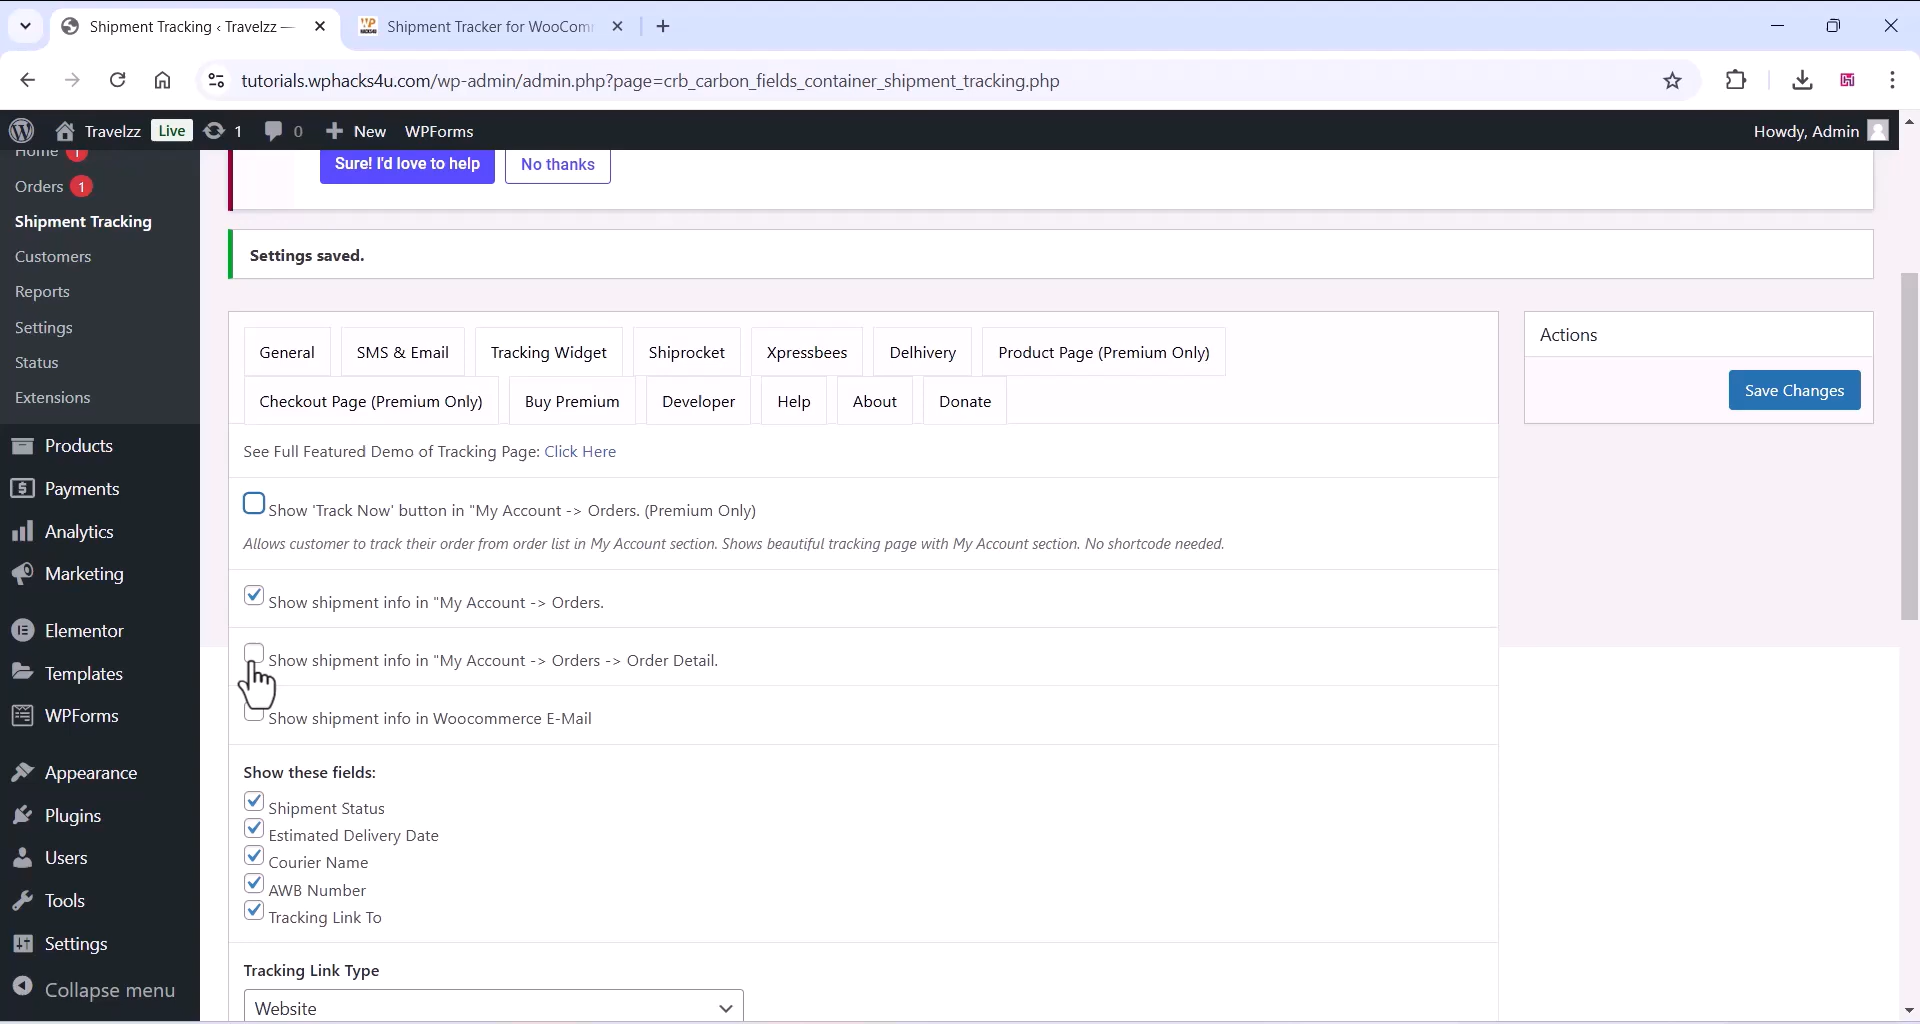 Shipment Tracking ‹ Travelzz —
Shipment Tracker for WooCom
tutorials.wphacks4u.com/wp-admin/admin.php?page=crb_carbon_fields_container_shipment_tracking.php
Travelzz Live 1 0 New WPForms Howdy, Admin
Home 1
Orders 1
Shipment Tracking
Customers
Reports
Settings
Status
Extensions
Products
Payments
Analytics
Marketing
Elementor
Templates
WPForms
Appearance
Plugins
Users
Tools
Settings
Collapse menu
Sure! I'd love to help No thanks
Settings saved.
General SMS & Email Tracking Widget Shiprocket Xpressbees Delhivery Product Page (Premium Only)
Checkout Page (Premium Only) Buy Premium Developer Help About Donate
See Full Featured Demo of Tracking Page: Click Here
Show 'Track Now' button in "My Account -> Orders. (Premium Only)
Allows customer to track their order from order list in My Account section. Shows beautiful tracking page with My Account section. No shortcode needed.
Show shipment info in "My Account -> Orders.
Show shipment info in "My Account -> Orders -> Order Detail.
Show shipment info in Woocommerce E-Mail
Show these fields:
Shipment Status
Estimated Delivery Date
Courier Name
AWB Number
Tracking Link To
Tracking Link Type
Website
Actions
Save Changes